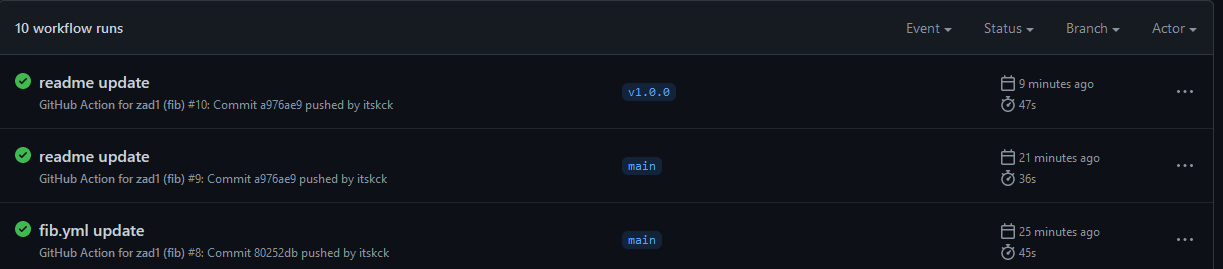 10 workflow runs Event Status Branch Actor
readme update
GitHub Action for zad1 (fib) #10: Commit a976ae9 pushed by itskck
v1.0.0
9 minutes ago
47s
readme update
GitHub Action for zad1 (fib) #9: Commit a976ae9 pushed by itskck
main
21 minutes ago
36s
fib.yml update
GitHub Action for zad1 (fib) #8: Commit 80252db pushed by itskck
main
25 minutes ago
45s